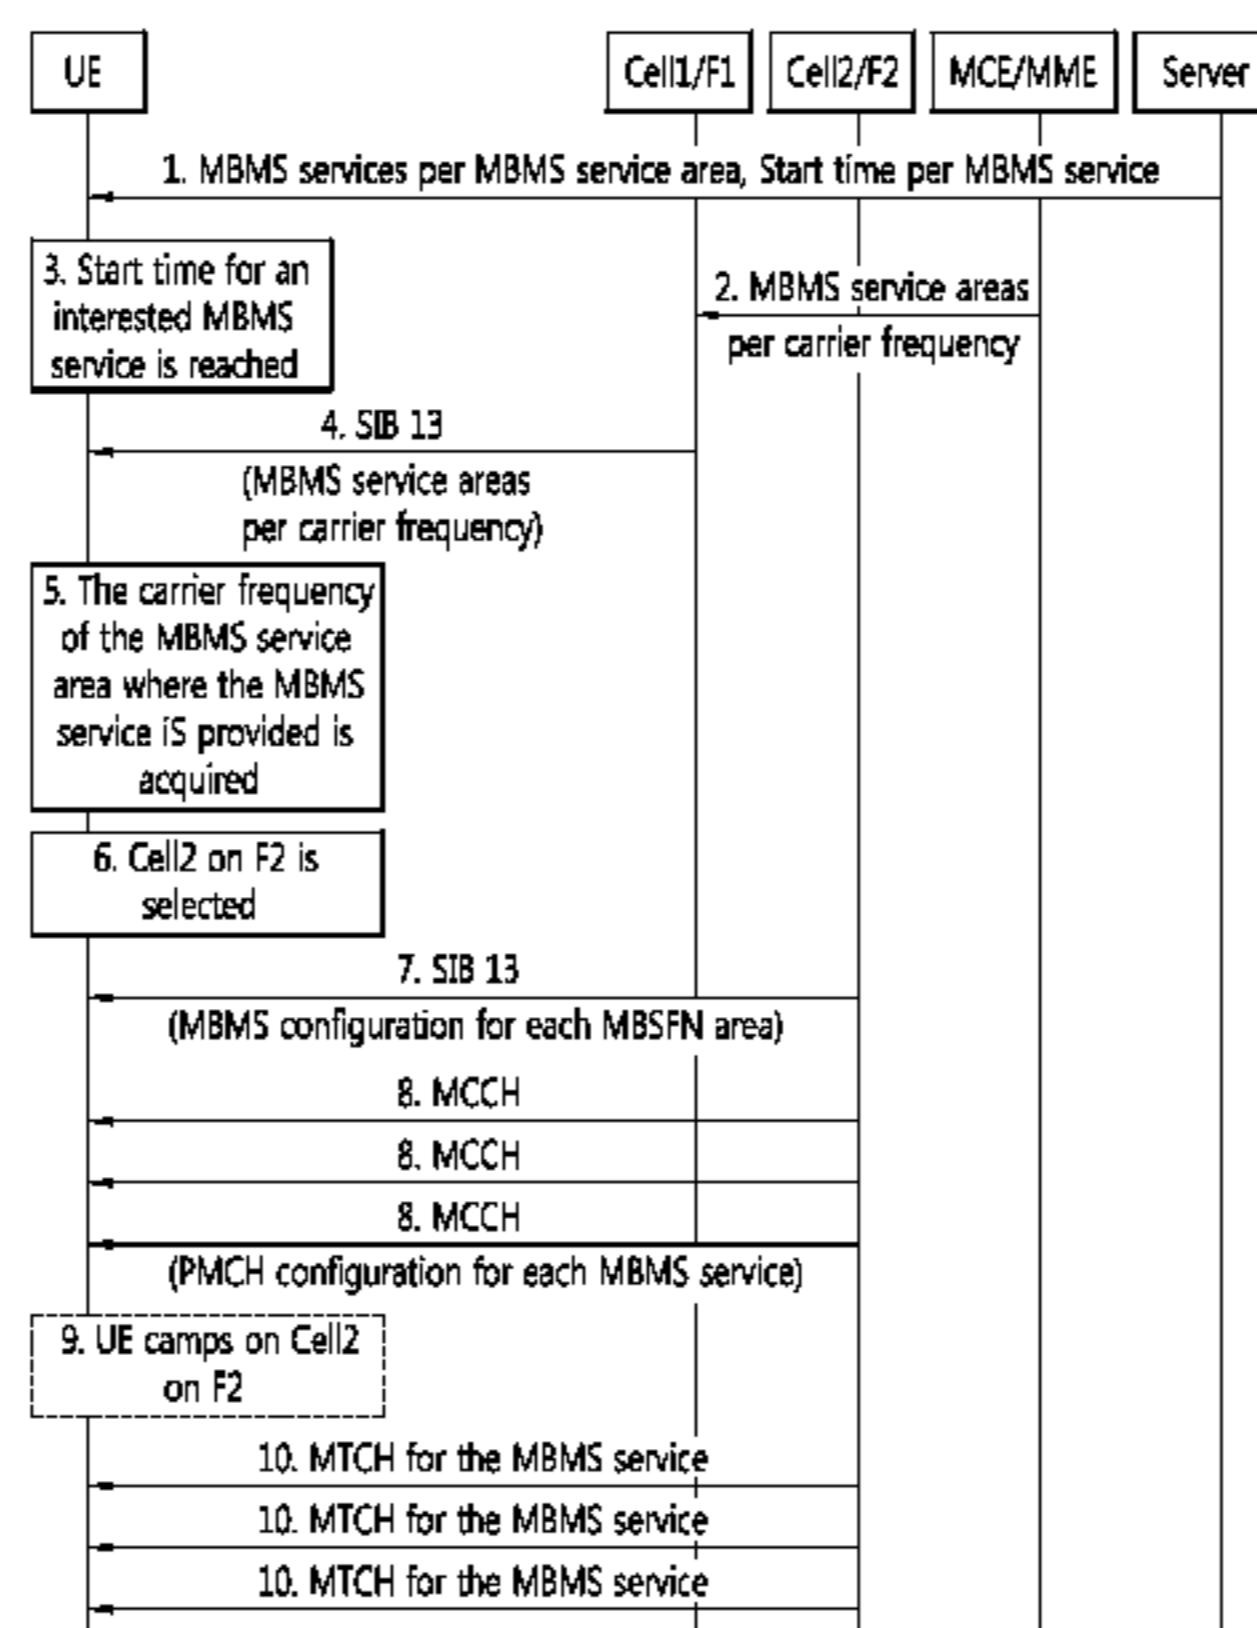 UE
Cell1/F1
Cell2/F2
MCE/MME
Server
1. MBMS services per MBMS service area, Start time per MBMS service
3. Start time for an
interested MBMS
service is reached
2. MBMS service areas
per carrier frequency
4. SIB 13
(MBMS service areas
per carrier frequency)
5. The carrier frequency
of the MBMS service
area where the MBMS
service iS provided is
acquired
6. Cell2 on F2 is
selected
7. SIB 13
(MBMS configuration for each MBSFN area)
8. MCCH
8. MCCH
8. MCCH
(PMCH configuration for each MBMS service)
9. UE camps on Cell2
on F2
10. MTCH for the MBMS service
10. MTCH for the MBMS service
10. MTCH for the MBMS service